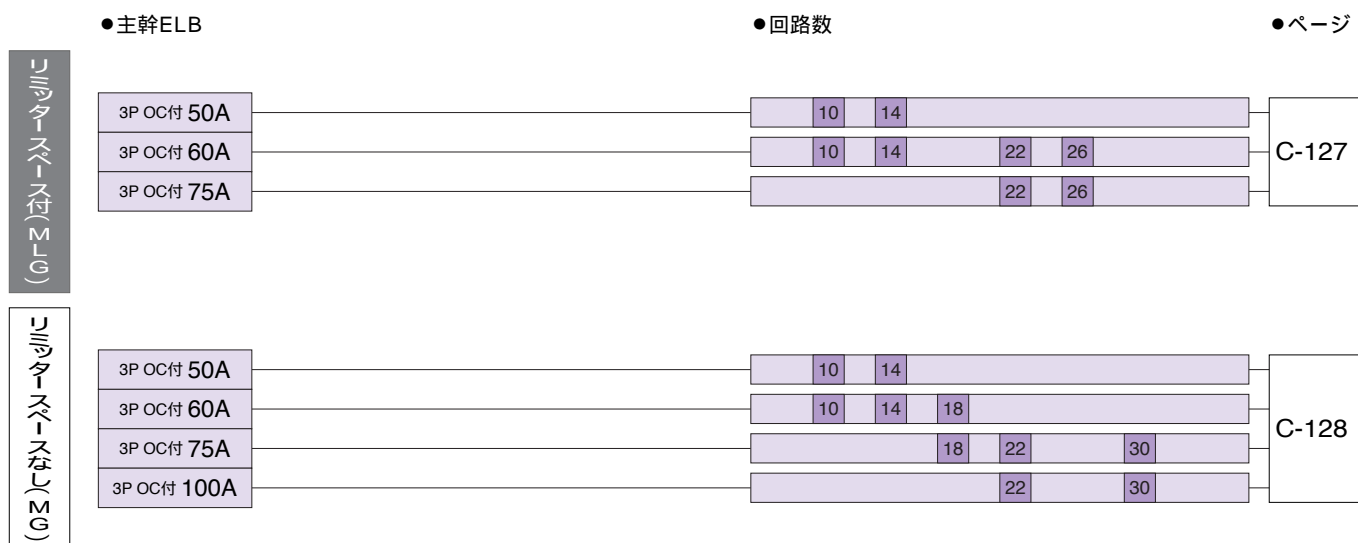 ●主幹ELB ●回路数 ●ページ
リミッタースペース付(MLG)
3P OC付 50A 10 14
3P OC付 60A 10 14 22 26 C-127
3P OC付 75A 22 26
リミッタースペースなし(MG)
3P OC付 50A 10 14
3P OC付 60A 10 14 18
C-128
3P OC付 75A 18 22 30
3P OC付 100A 22 30